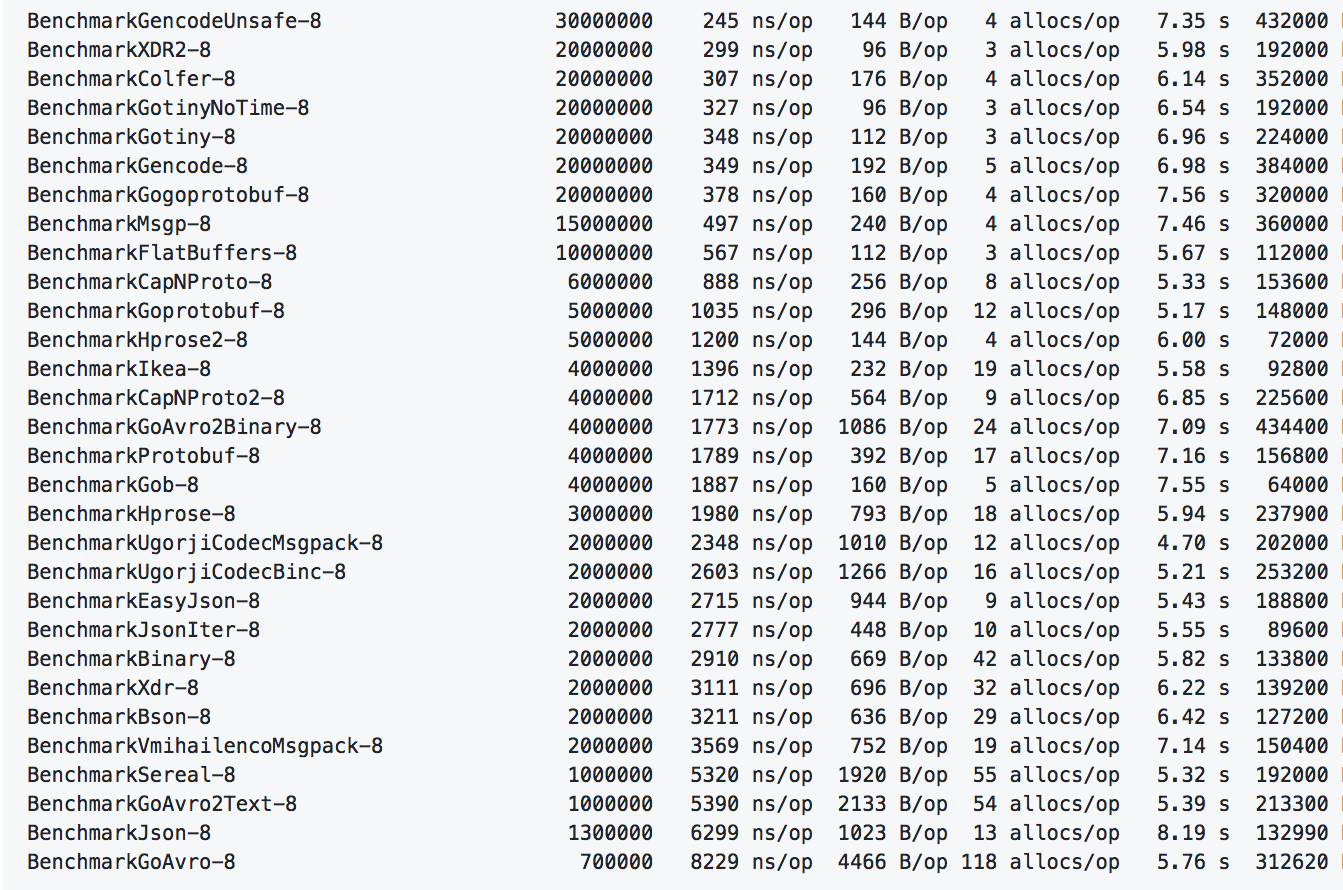 BenchmarkGencodeUnsafe-8 30000000 245 ns/op 144 B/op 4 allocs/op 7.35 s 432000
BenchmarkXDR2-8 20000000 299 ns/op 96 B/op 3 allocs/op 5.98 s 192000
BenchmarkColfer-8 20000000 307 ns/op 176 B/op 4 allocs/op 6.14 s 352000
BenchmarkGotinyNoTime-8 20000000 327 ns/op 96 B/op 3 allocs/op 6.54 s 192000
BenchmarkGotiny-8 20000000 348 ns/op 112 B/op 3 allocs/op 6.96 s 224000
BenchmarkGencode-8 20000000 349 ns/op 192 B/op 5 allocs/op 6.98 s 384000
BenchmarkGogoprotobuf-8 20000000 378 ns/op 160 B/op 4 allocs/op 7.56 s 320000
BenchmarkMsgp-8 15000000 497 ns/op 240 B/op 4 allocs/op 7.46 s 360000
BenchmarkFlatBuffers-8 10000000 567 ns/op 112 B/op 3 allocs/op 5.67 s 112000
BenchmarkCapNProto-8 6000000 888 ns/op 256 B/op 8 allocs/op 5.33 s 153600
BenchmarkGoprotobuf-8 5000000 1035 ns/op 296 B/op 12 allocs/op 5.17 s 148000
BenchmarkHprose2-8 5000000 1200 ns/op 144 B/op 4 allocs/op 6.00 s 72000
BenchmarkIkea-8 4000000 1396 ns/op 232 B/op 19 allocs/op 5.58 s 92800
BenchmarkCapNProto2-8 4000000 1712 ns/op 564 B/op 9 allocs/op 6.85 s 225600
BenchmarkGoAvro2Binary-8 4000000 1773 ns/op 1086 B/op 24 allocs/op 7.09 s 434400
BenchmarkProtobuf-8 4000000 1789 ns/op 392 B/op 17 allocs/op 7.16 s 156800
BenchmarkGob-8 4000000 1887 ns/op 160 B/op 5 allocs/op 7.55 s 64000
BenchmarkHprose-8 3000000 1980 ns/op 793 B/op 18 allocs/op 5.94 s 237900
BenchmarkUgorjiCodecMsgpack-8 2000000 2348 ns/op 1010 B/op 12 allocs/op 4.70 s 202000
BenchmarkUgorjiCodecBinc-8 2000000 2603 ns/op 1266 B/op 16 allocs/op 5.21 s 253200
BenchmarkEasyJson-8 2000000 2715 ns/op 944 B/op 9 allocs/op 5.43 s 188800
BenchmarkJsonIter-8 2000000 2777 ns/op 448 B/op 10 allocs/op 5.55 s 89600
BenchmarkBinary-8 2000000 2910 ns/op 669 B/op 42 allocs/op 5.82 s 133800
BenchmarkXdr-8 2000000 3111 ns/op 696 B/op 32 allocs/op 6.22 s 139200
BenchmarkBson-8 2000000 3211 ns/op 636 B/op 29 allocs/op 6.42 s 127200
BenchmarkVmihailencoMsgpack-8 2000000 3569 ns/op 752 B/op 19 allocs/op 7.14 s 150400
BenchmarkSereal-8 1000000 5320 ns/op 1920 B/op 55 allocs/op 5.32 s 192000
BenchmarkGoAvro2Text-8 1000000 5390 ns/op 2133 B/op 54 allocs/op 5.39 s 213300
BenchmarkJson-8 1300000 6299 ns/op 1023 B/op 13 allocs/op 8.19 s 132990
BenchmarkGoAvro-8 700000 8229 ns/op 4466 B/op 118 allocs/op 5.76 s 312620